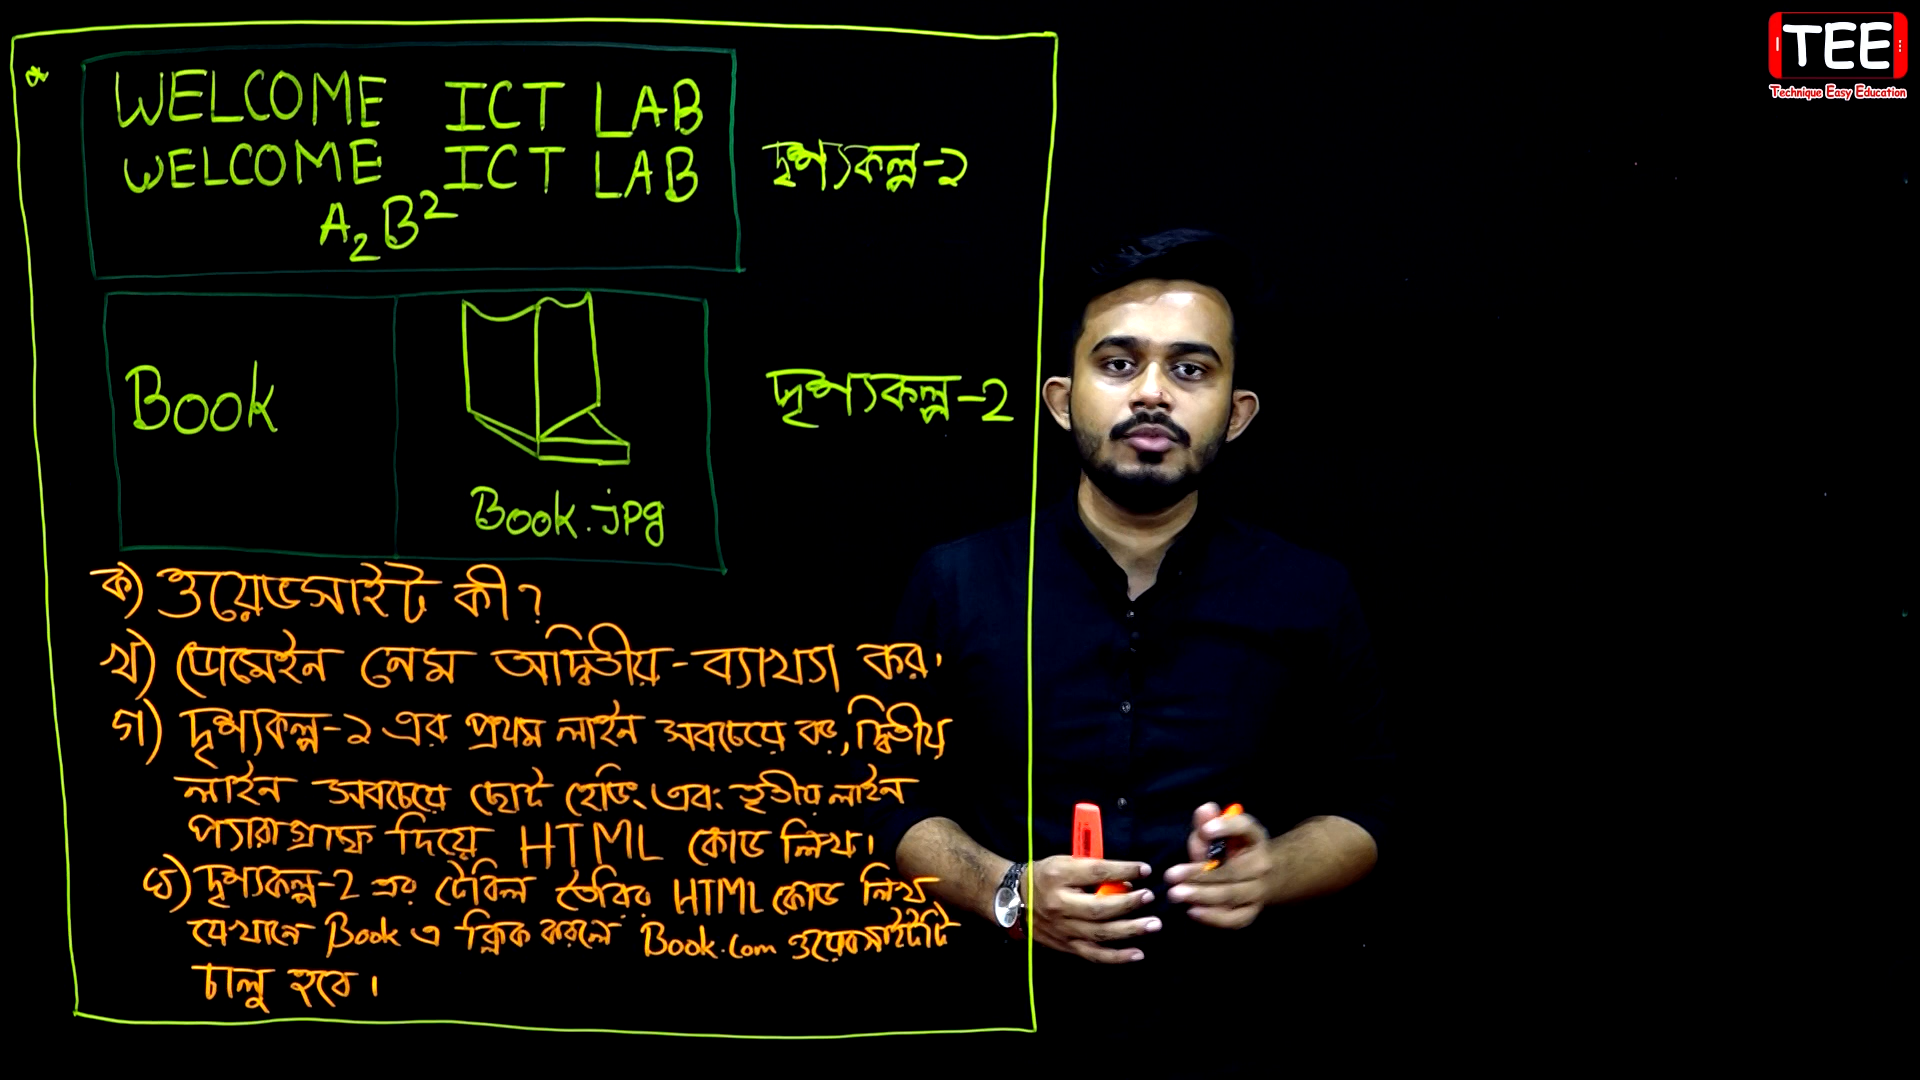 WELCOME ICT LAB
WELCOME ICT LAB
A₂B²
দৃশ্যকল্প-১
Book
Book.jpg
দৃশ্যকল্প-2
ক) ওয়েভসাইট কী?
খ) ডোমেইন নেম অদ্বিতীয়-ব্যাখ্যা কর।
গ) দৃশ্যকল্প-১ এর প্রথম লাইন সবচেয়ে বড়, দ্বিতীয়
লাইন সবচেয়ে ছোট হেডিং এবং তৃতীয় লাইন
প্যারাগ্রাফ দিয়ে HTML কোড লিখ।
ঘ) দৃশ্যকল্প-2 এর টেবিল তৈরির HTML কোড লিখ
যেখানে Book এ ক্লিক করলে Book.com ওয়েবসাইটটি
চালু হবে।
TEE
Technique Easy Education